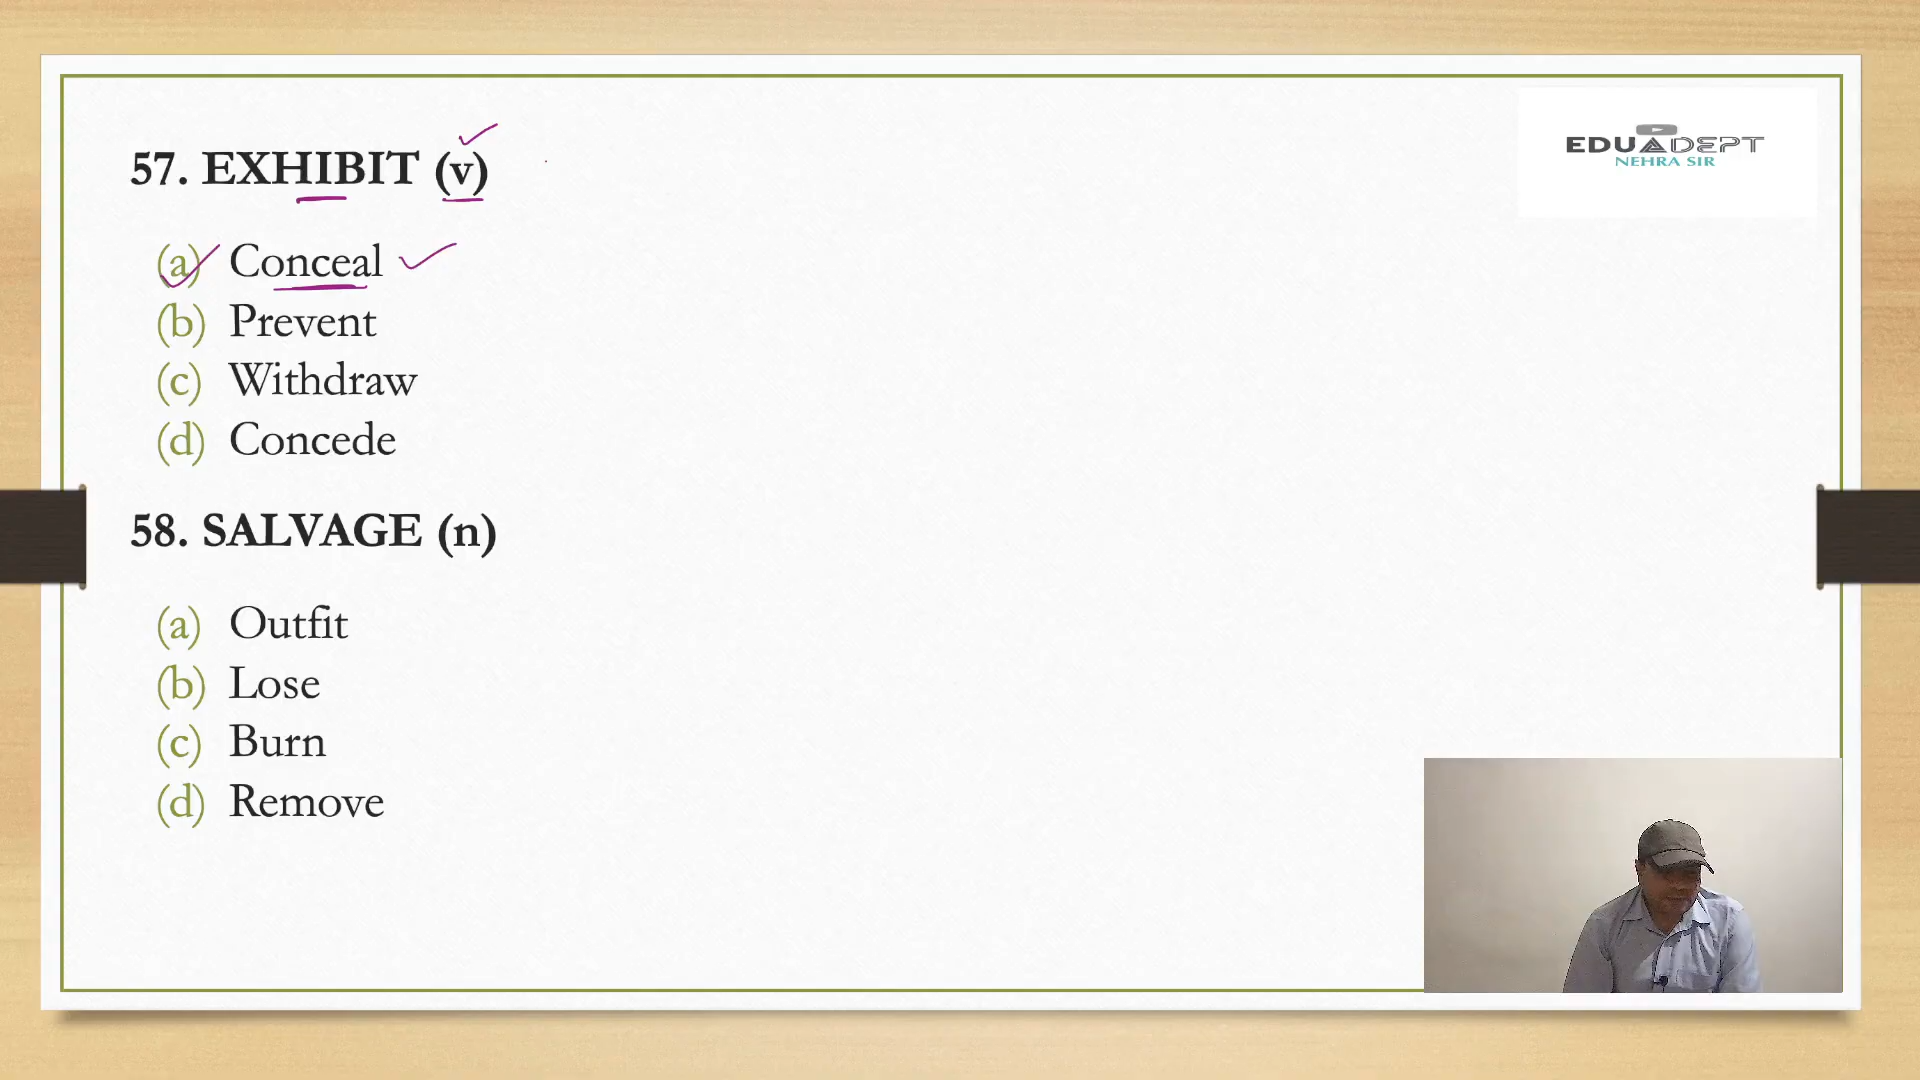 57. EXHIBIT (v)
EDUADEPT
NEHRA SIR
(a) Conceal
(b) Prevent
(c) Withdraw
(d) Concede
58. SALVAGE (n)
(a) Outfit
(b) Lose
(c) Burn
(d) Remove